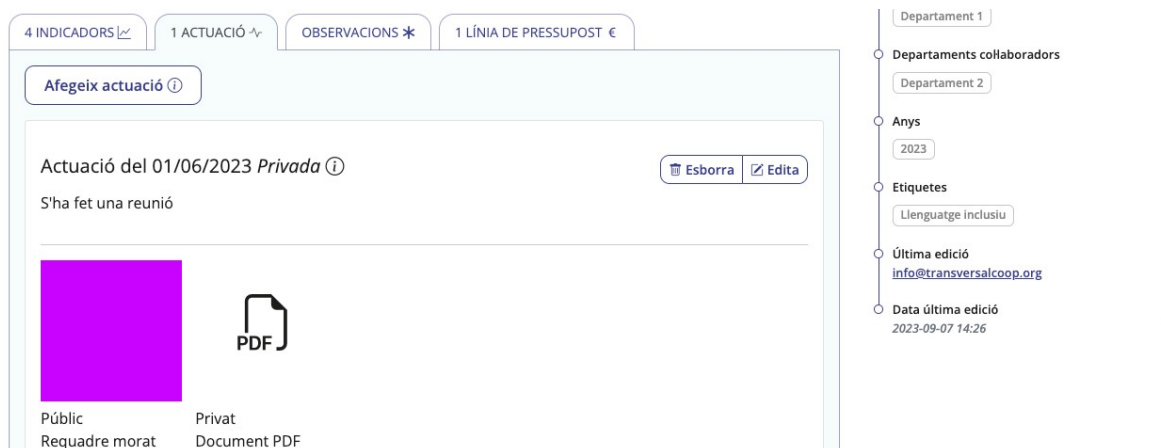 4 INDICADORS
1 ACTUACIÓ
OBSERVACIONS
1 LÍNIA DE PRESSUPOST €
Afegeix actuació
Actuació del 01/06/2023 Privada
Esborra
Edita
S'ha fet una reunió
PDF
Públic
Requadre morat
Privat
Document PDF
Departament 1
Departaments col·laboradors
Departament 2
Anys
2023
Etiquetes
Llenguatge inclusiu
Última edició
info@transversalcoop.org
Data última edició
2023-09-07 14:26